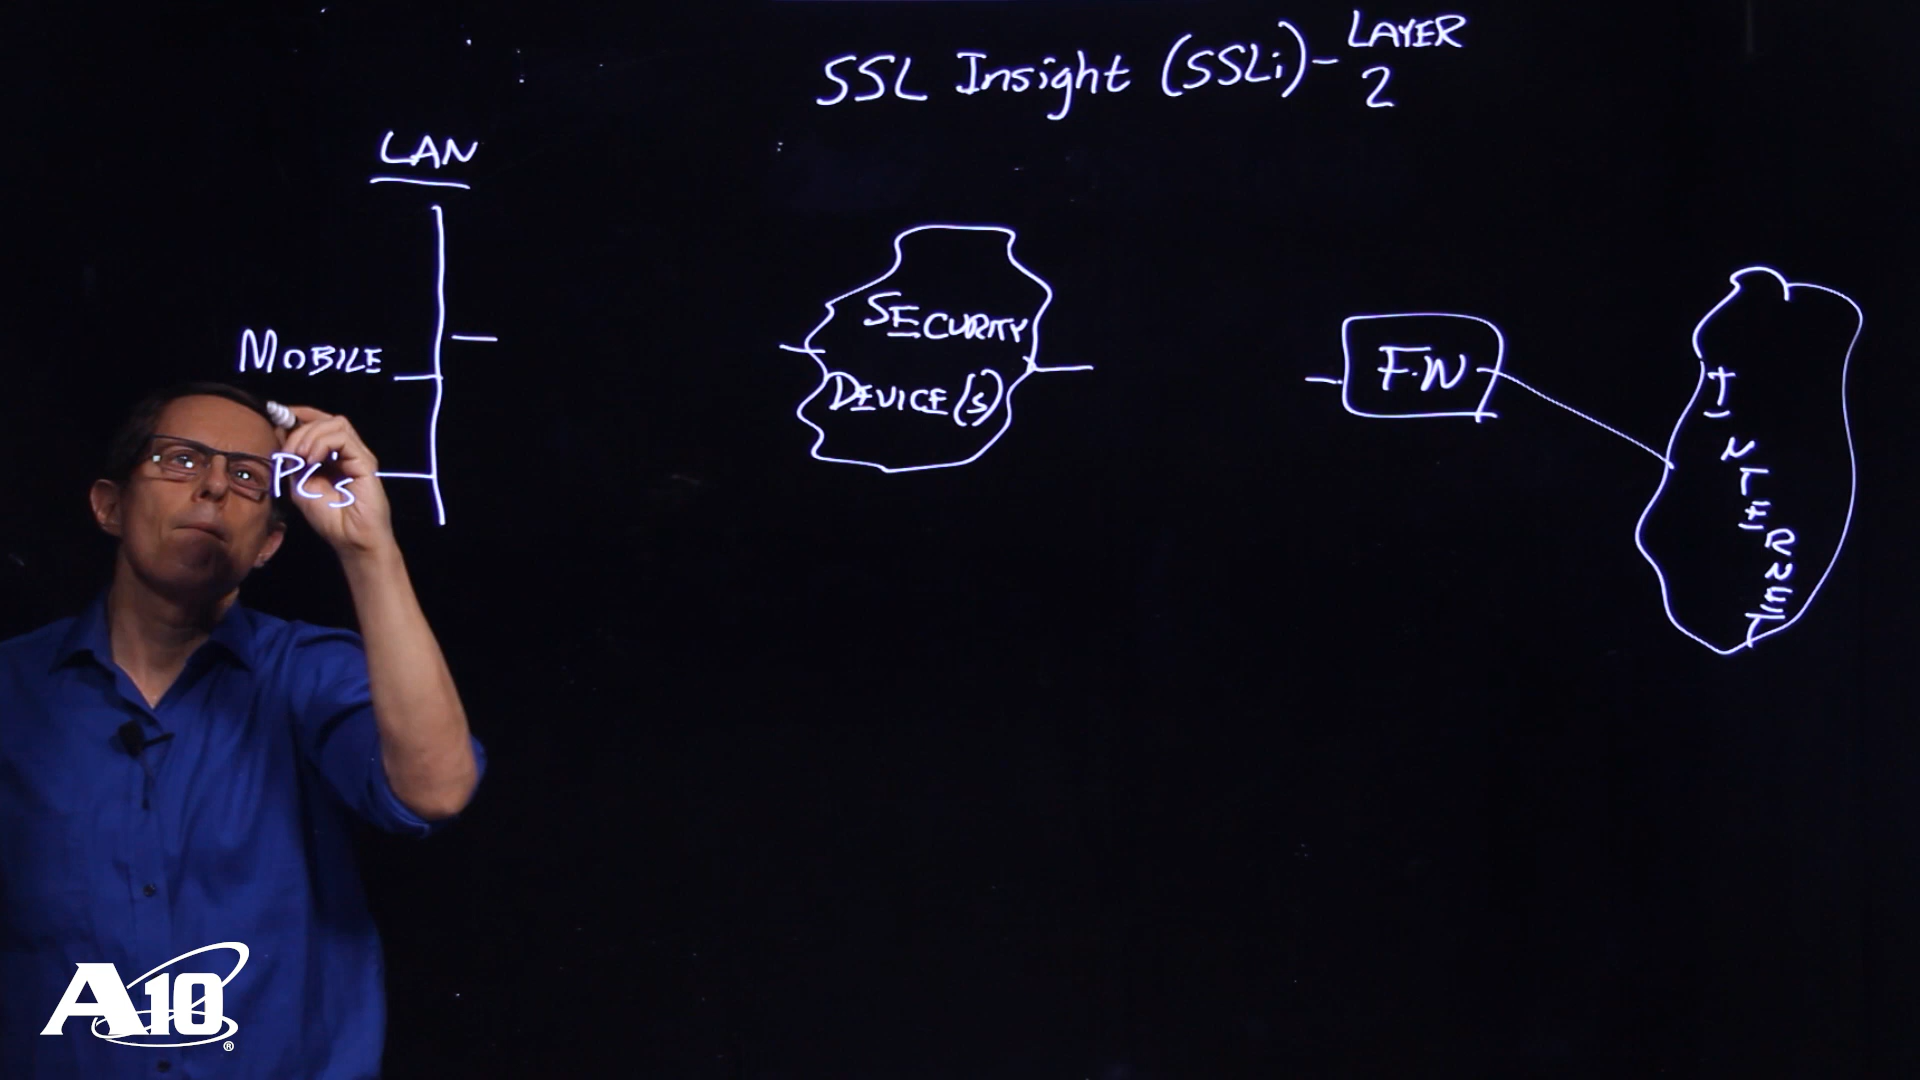 SSL Insight (SSLi) - LAYER 2
LAN
MOBILE
PC's
SECURITY
DEVICE(S)
F.W
INTERNET
A10
®